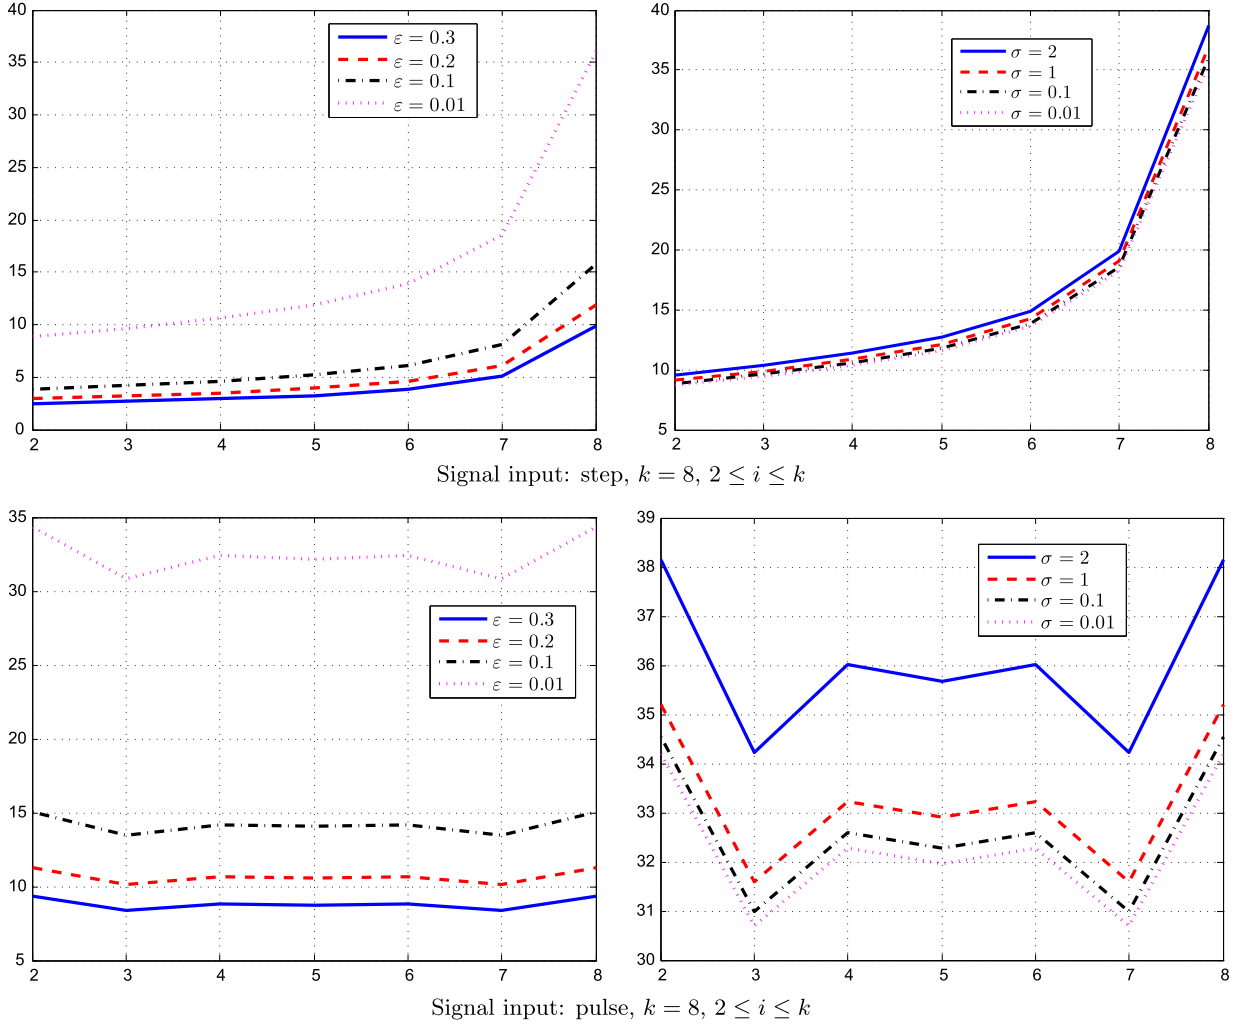 40
35
30
25
20
15
10
5
0
2 3 4 5 6 7 8
ε = 0.3
ε = 0.2
ε = 0.1
ε = 0.01
40
35
30
25
20
15
10
5
2 3 4 5 6 7 8
σ = 2
σ = 1
σ = 0.1
σ = 0.01
Signal input: step, k = 8, 2 ≤ i ≤ k
35
30
25
20
15
10
5
2 3 4 5 6 7 8
ε = 0.3
ε = 0.2
ε = 0.1
ε = 0.01
39
38
37
36
35
34
33
32
31
30
2 3 4 5 6 7 8
σ = 2
σ = 1
σ = 0.1
σ = 0.01
Signal input: pulse, k = 8, 2 ≤ i ≤ k